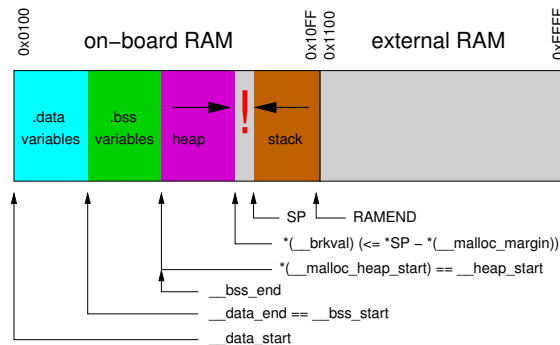 0x0100
on−board RAM
0x10FF
0x1100
external RAM
0xFFFF
.data
variables
.bss
variables
heap
!
stack
SP
RAMEND
*(__brkval) (<= *SP − *(__malloc_margin))
*(__malloc_heap_start) == __heap_start
__bss_end
__data_end == __bss_start
__data_start